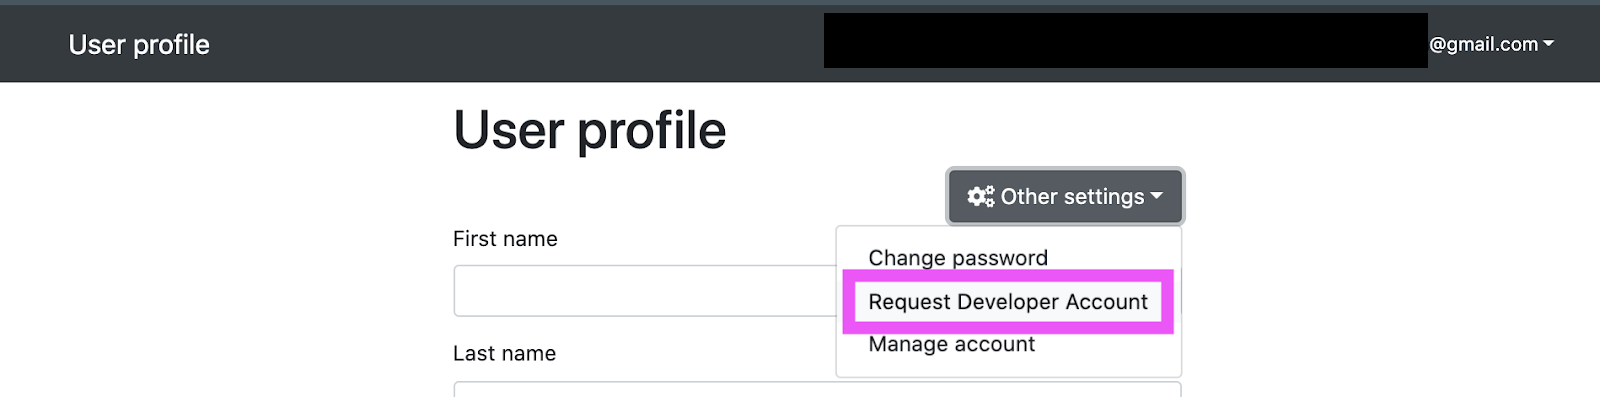 User profile
@gmail.com
User profile
Other settings
First name
Change password
Request Developer Account
Manage account
Last name